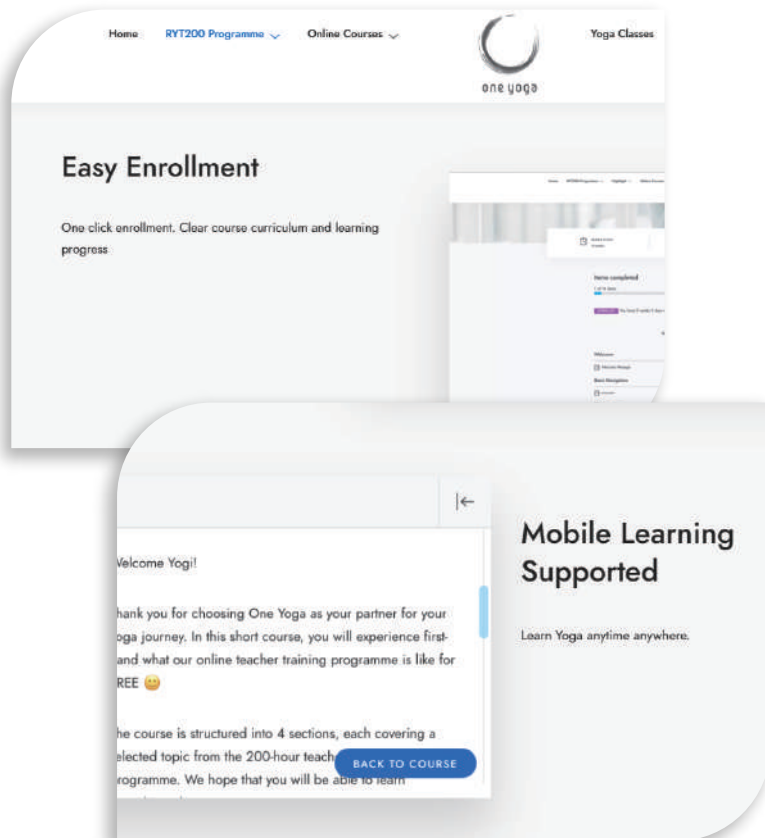 Home RYT200 Programme Online Courses Yoga Classes
one yoga
Easy Enrollment
One click enrollment. Clear course curriculum and learning
progress
Items completed
Welcome
Welcome Message
Basic Navigation
Mobile Learning
Supported
Learn Yoga anytime anywhere.
Velcome Yogi!
hank you for choosing One Yoga as your partner for your
oga journey. In this short course, you will experience first-
and what our online teacher training programme is like for
REE
he course is structured into 4 sections, each covering a
elected topic from the 200-hour teach
BACK TO COURSE
rogramme. We hope that you will be able to learn